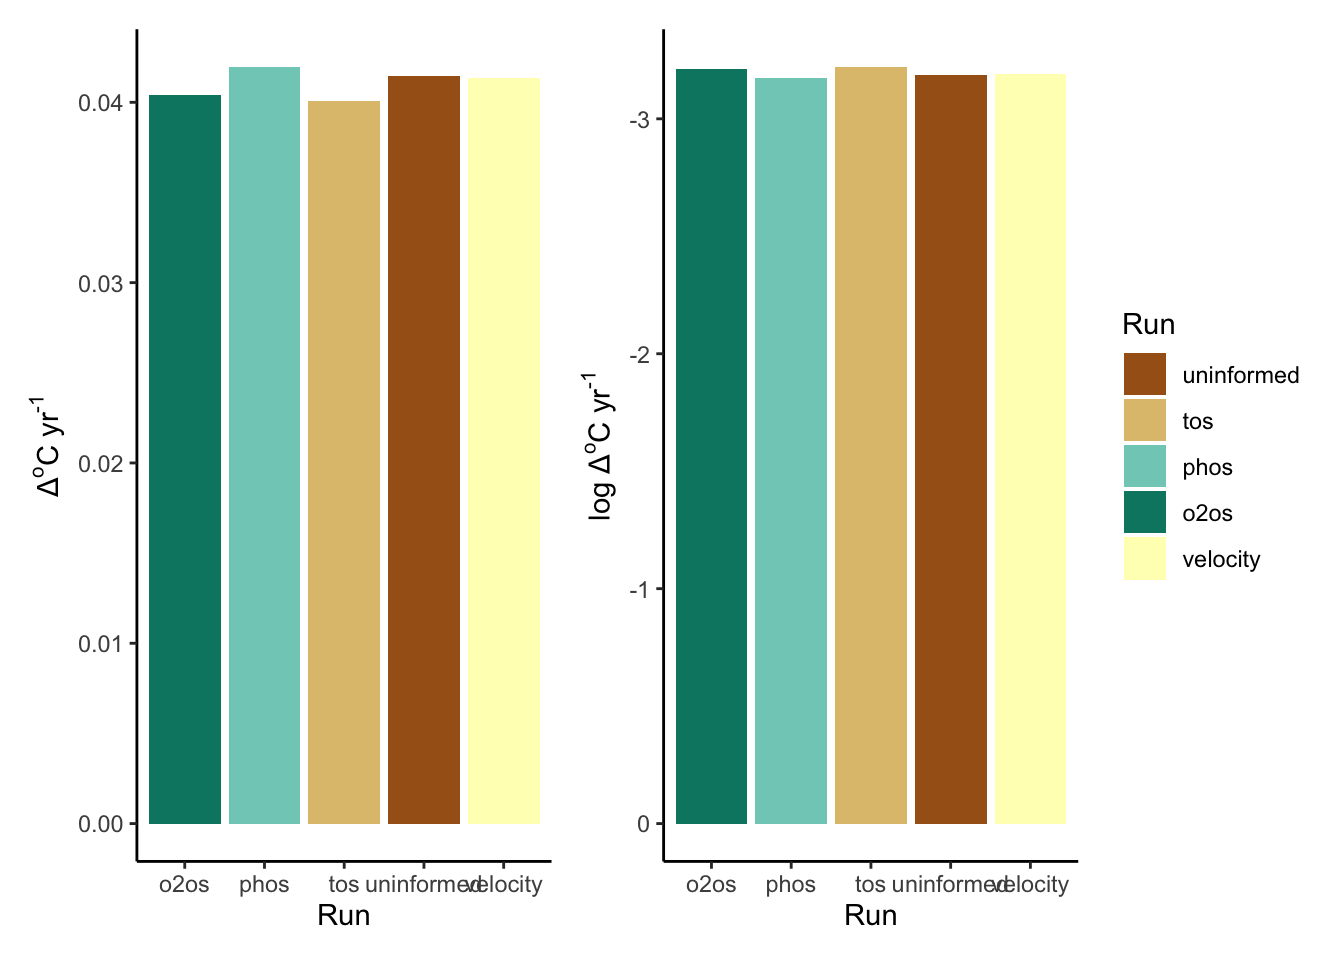 Δ°C yr⁻¹
0.04
0.03
0.02
0.01
0.00
o2os phos tos uninformed velocity
Run
log Δ°C yr⁻¹
-3
-2
-1
0
o2os phos tos uninformed velocity
Run
Run
uninformed
tos
phos
o2os
velocity